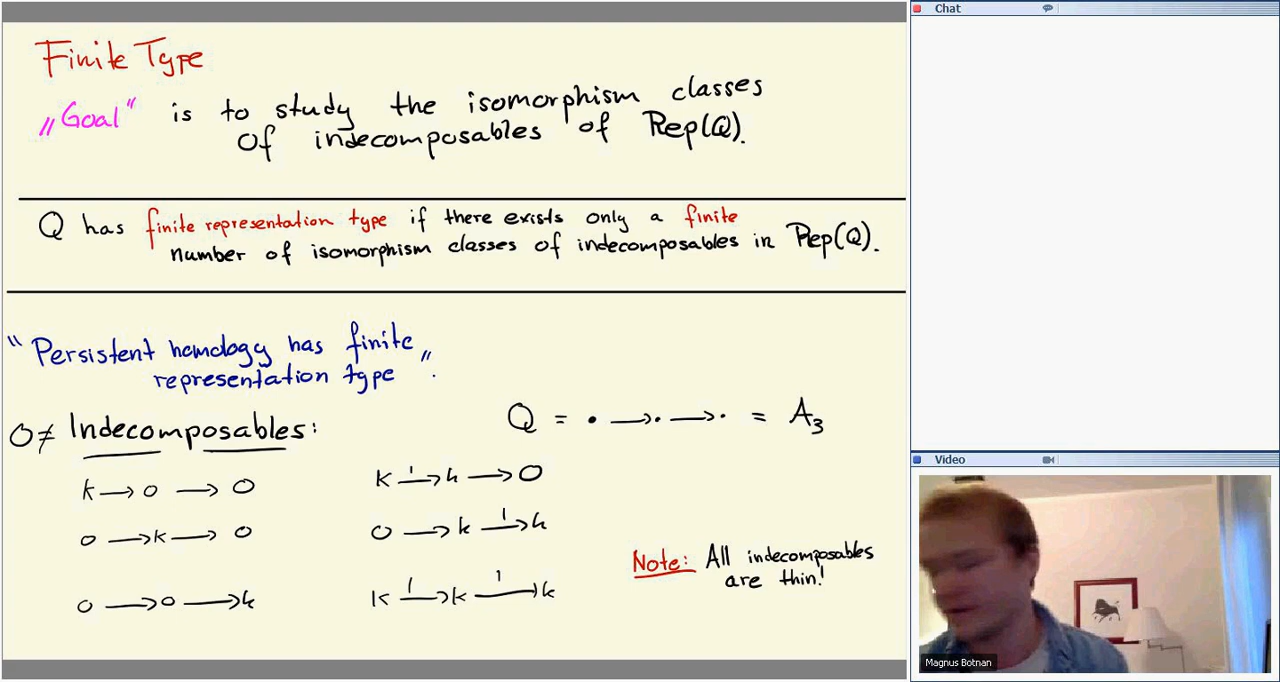 Finite Type
„Goal" is to study the isomorphism classes
of indecomposables of Rep(Q).
Q has finite representation type if there exists only a finite
number of isomorphism classes of indecomposables in Rep(Q).
"Persistent homology has finite
representation type".
0≠ Indecomposables:
Q = • → • → • = A₃
k → 0 → 0
k →¹ k → 0
0 → k → 0
0 → k →¹ k
0 → 0 → k
k →¹ k →¹ k
Note: All indecomposables
are thin!
Chat
Video
Magnus Botnan